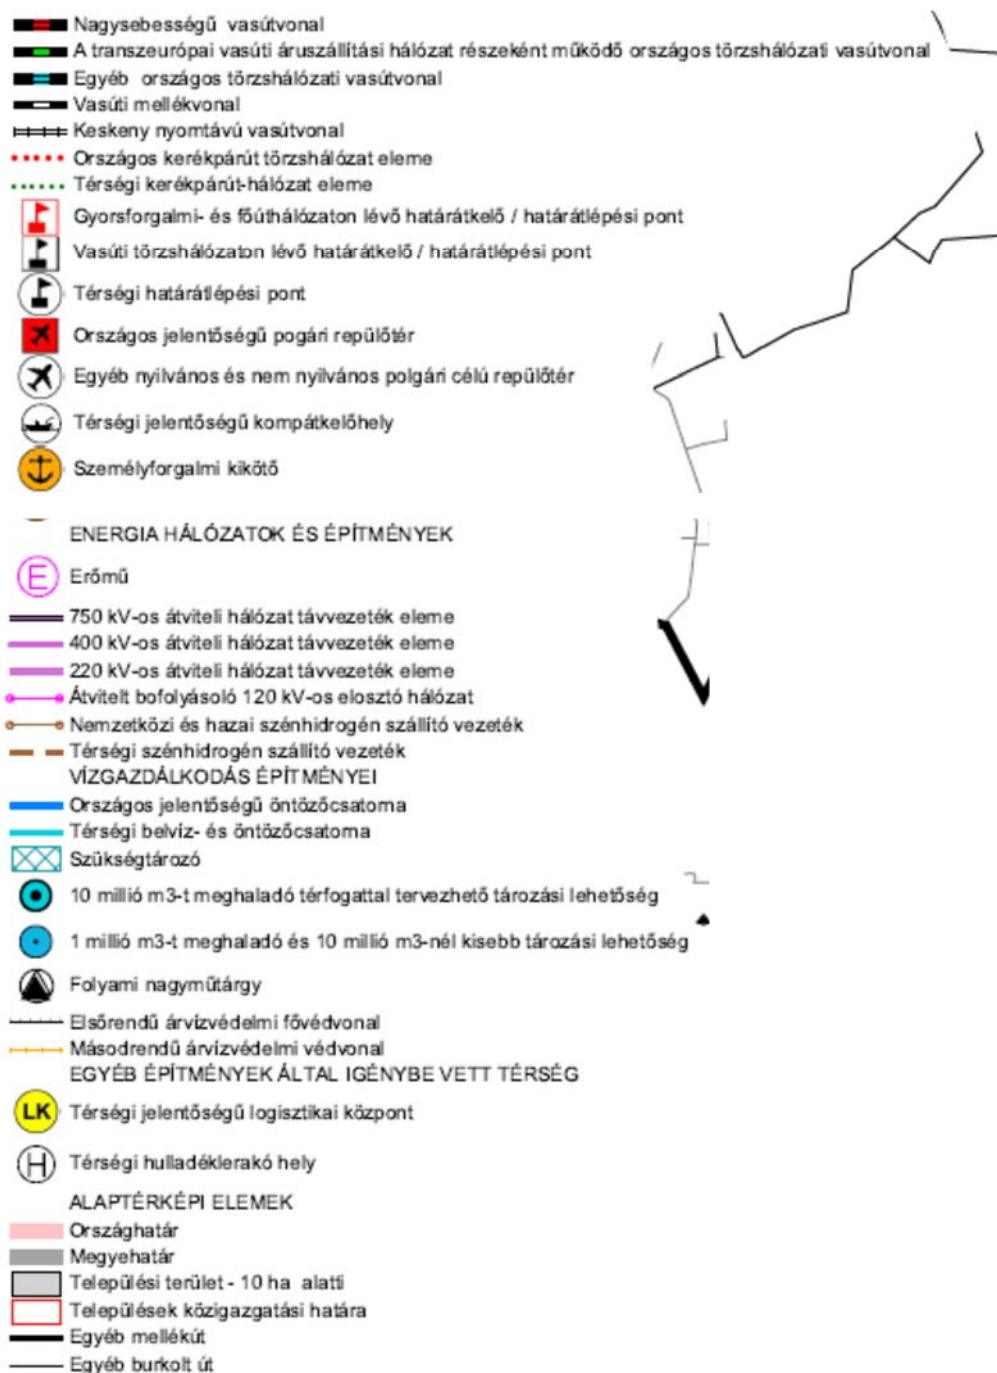 Nagysebességű vasútvonal
A transzeurópai vasúti áruszállítási hálózat részeként működő országos törzshálózati vasútvonal
Egyéb országos törzshálózati vasútvonal
Vasúti mellékvonal
Keskeny nyomtávú vasútvonal
Országos kerékpárút törzshálózat eleme
Térségi kerékpárút-hálózat eleme
Gyorsforgalmi- és főúthálózaton lévő határátkelő / határátlépési pont
Vasúti törzshálózaton lévő határátkelő / határátlépési pont
Térségi határátlépési pont
Országos jelentőségű pogári repülőtér
Egyéb nyilvános és nem nyilvános polgári célú repülőtér
Térségi jelentőségű kompátkelőhely
Személyforgalmi kikötő
ENERGIA HÁLÓZATOK ÉS ÉPÍTMÉNYEK
E Erőmű
750 kV-os átviteli hálózat távvezeték eleme
400 kV-os átviteli hálózat távvezeték eleme
220 kV-os átviteli hálózat távvezeték eleme
Átvitelt bofolyásoló 120 kV-os elosztó hálózat
Nemzetközi és hazai szénhidrogén szállító vezeték
Térségi szénhidrogén szállító vezeték
VÍZGAZDÁLKODÁS ÉPÍTMÉNYEI
Országos jelentőségű öntözőcsatorna
Térségi belvíz- és öntözőcsatorna
Szükségtározó
10 millió m3-t meghaladó térfogattal tervezhető tározási lehetőség
1 millió m3-t meghaladó és 10 millió m3-nél kisebb tározási lehetőség
Folyami nagyműtárgy
Elsőrendű árvízvédelmi fővédvonal
Másodrendű árvízvédelmi védvonal
EGYÉB ÉPÍTMÉNYEK ÁLTAL IGÉNYBE VETT TÉRSÉG
LK Térségi jelentőségű logisztikai központ
H Térségi hulladéklerakó hely
ALAPTÉRKÉPI ELEMEK
Országhatár
Megyehatár
Települési terület - 10 ha alatti
Települések közigazgatási határa
Egyéb mellékút
Egyéb burkolt út